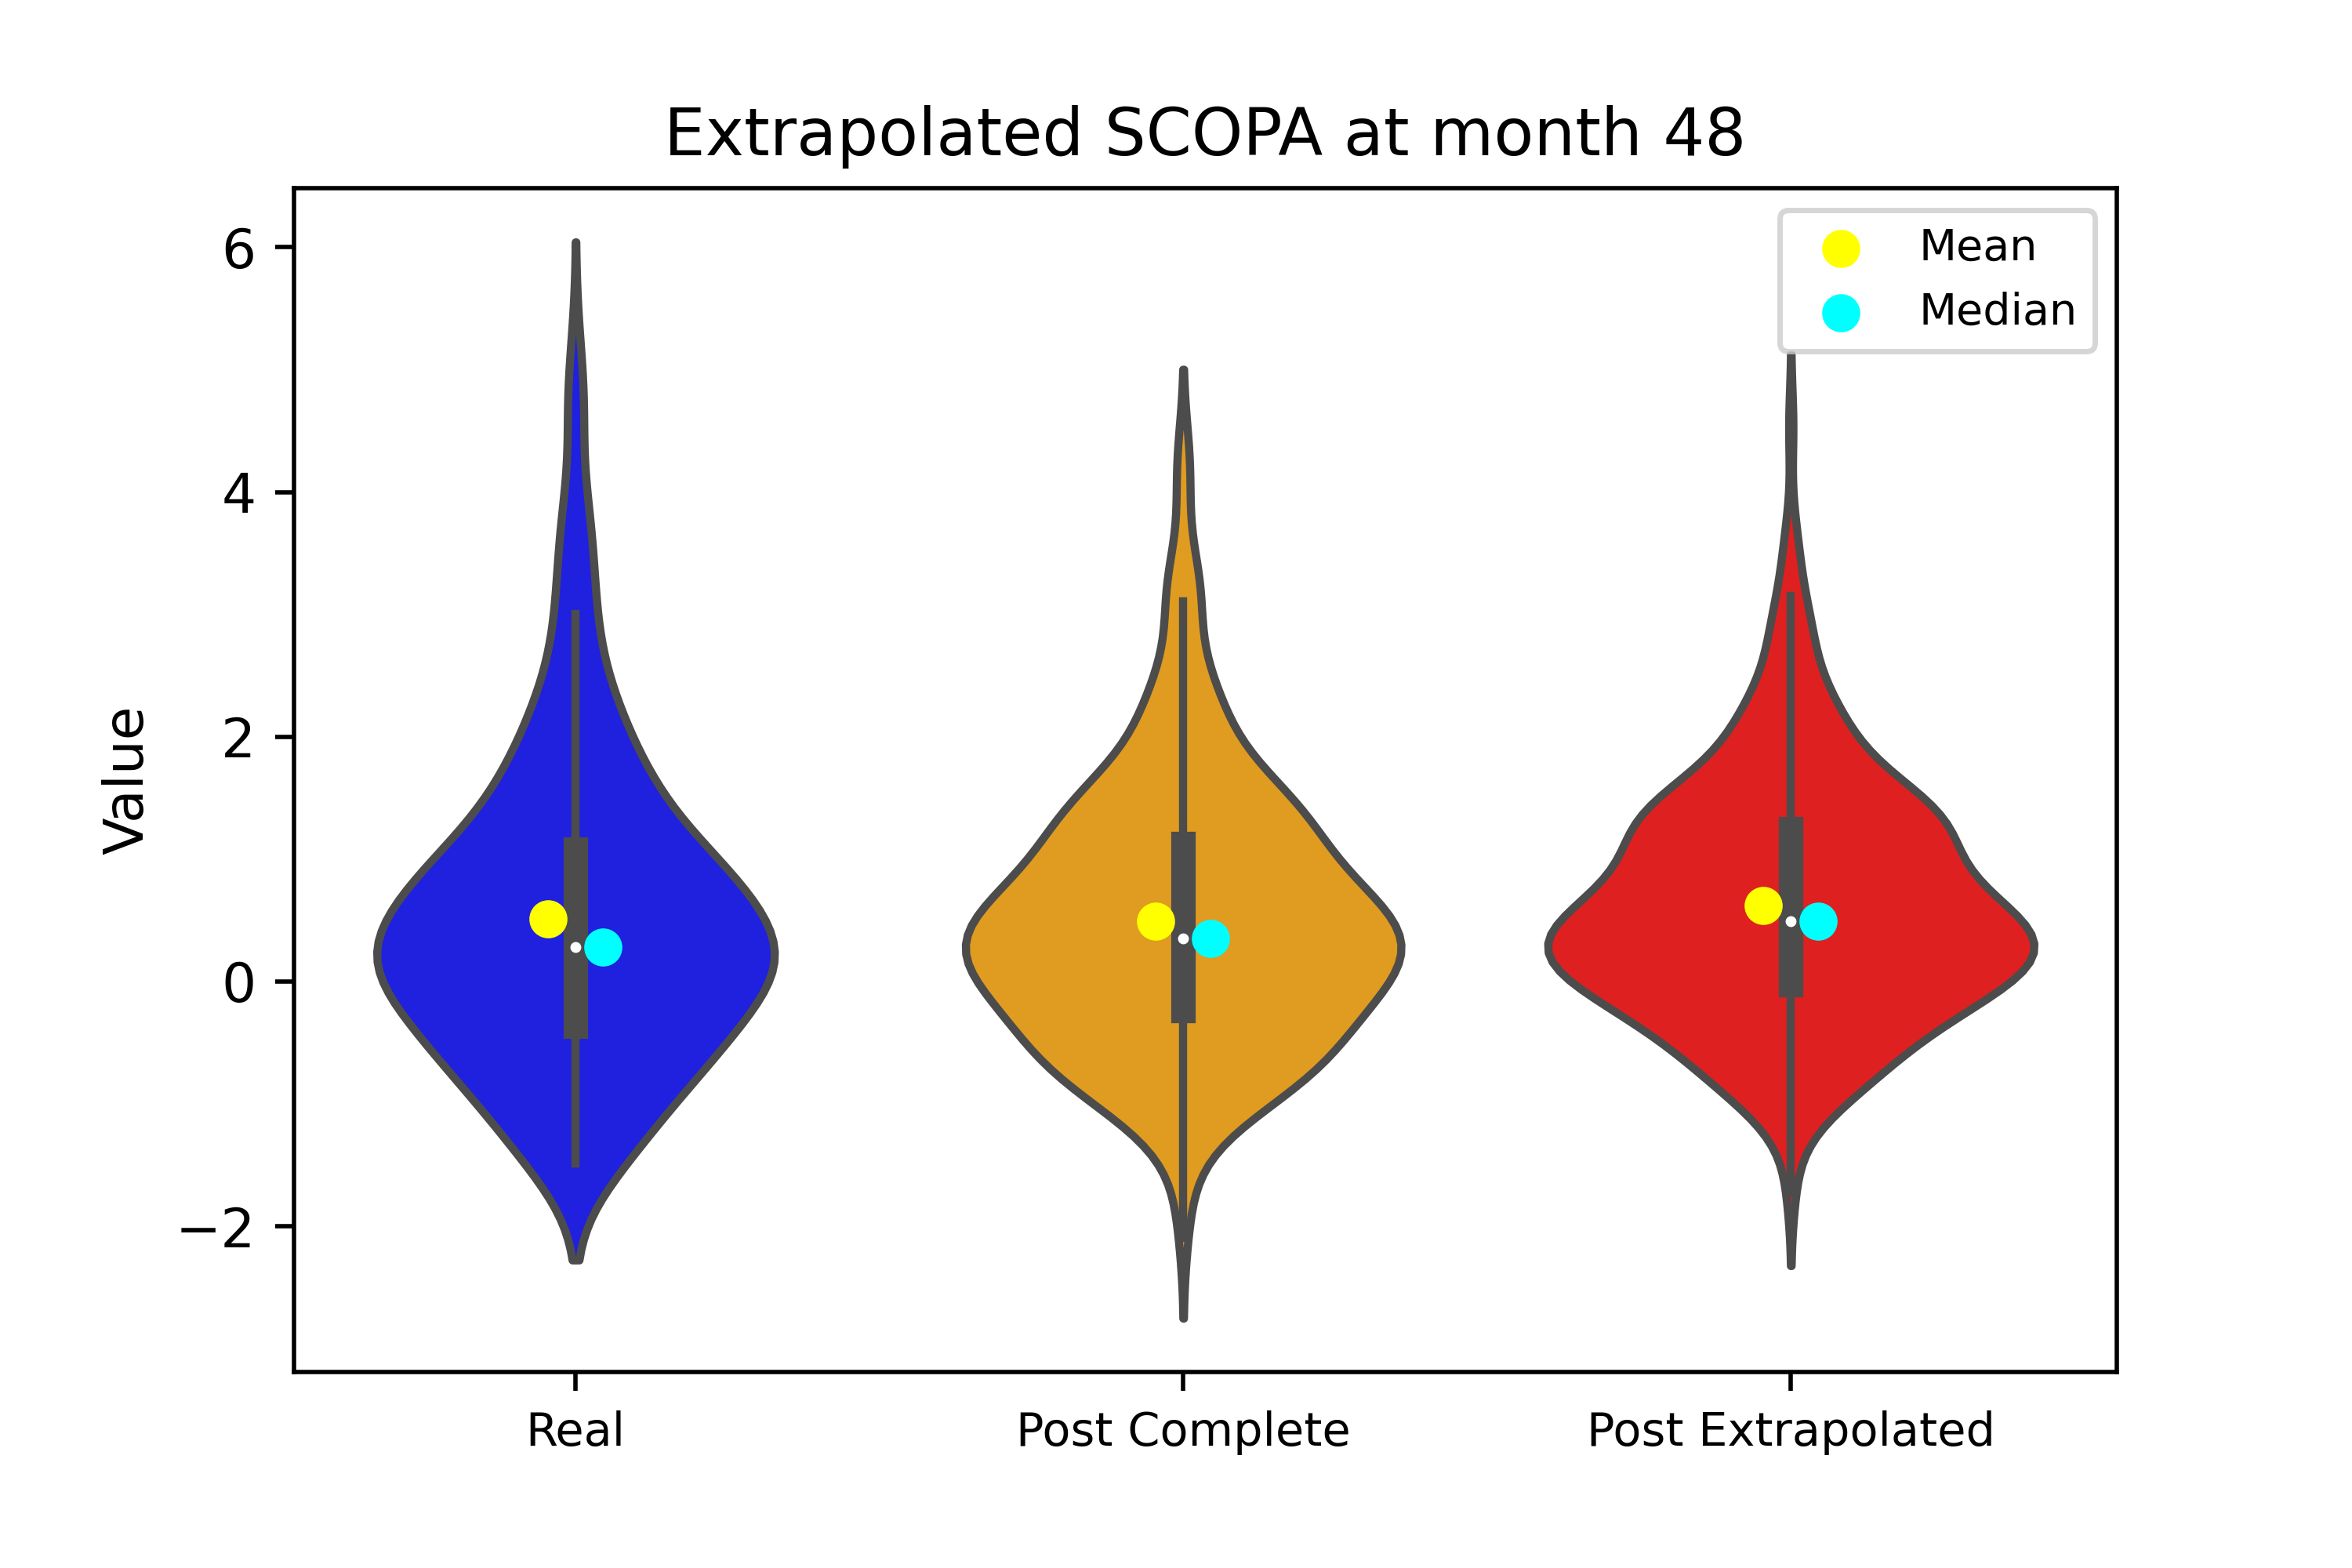 Extrapolated SCOPA at month 48
Mean
Median
6
4
2
0
−2
Value
Real
Post Complete
Post Extrapolated